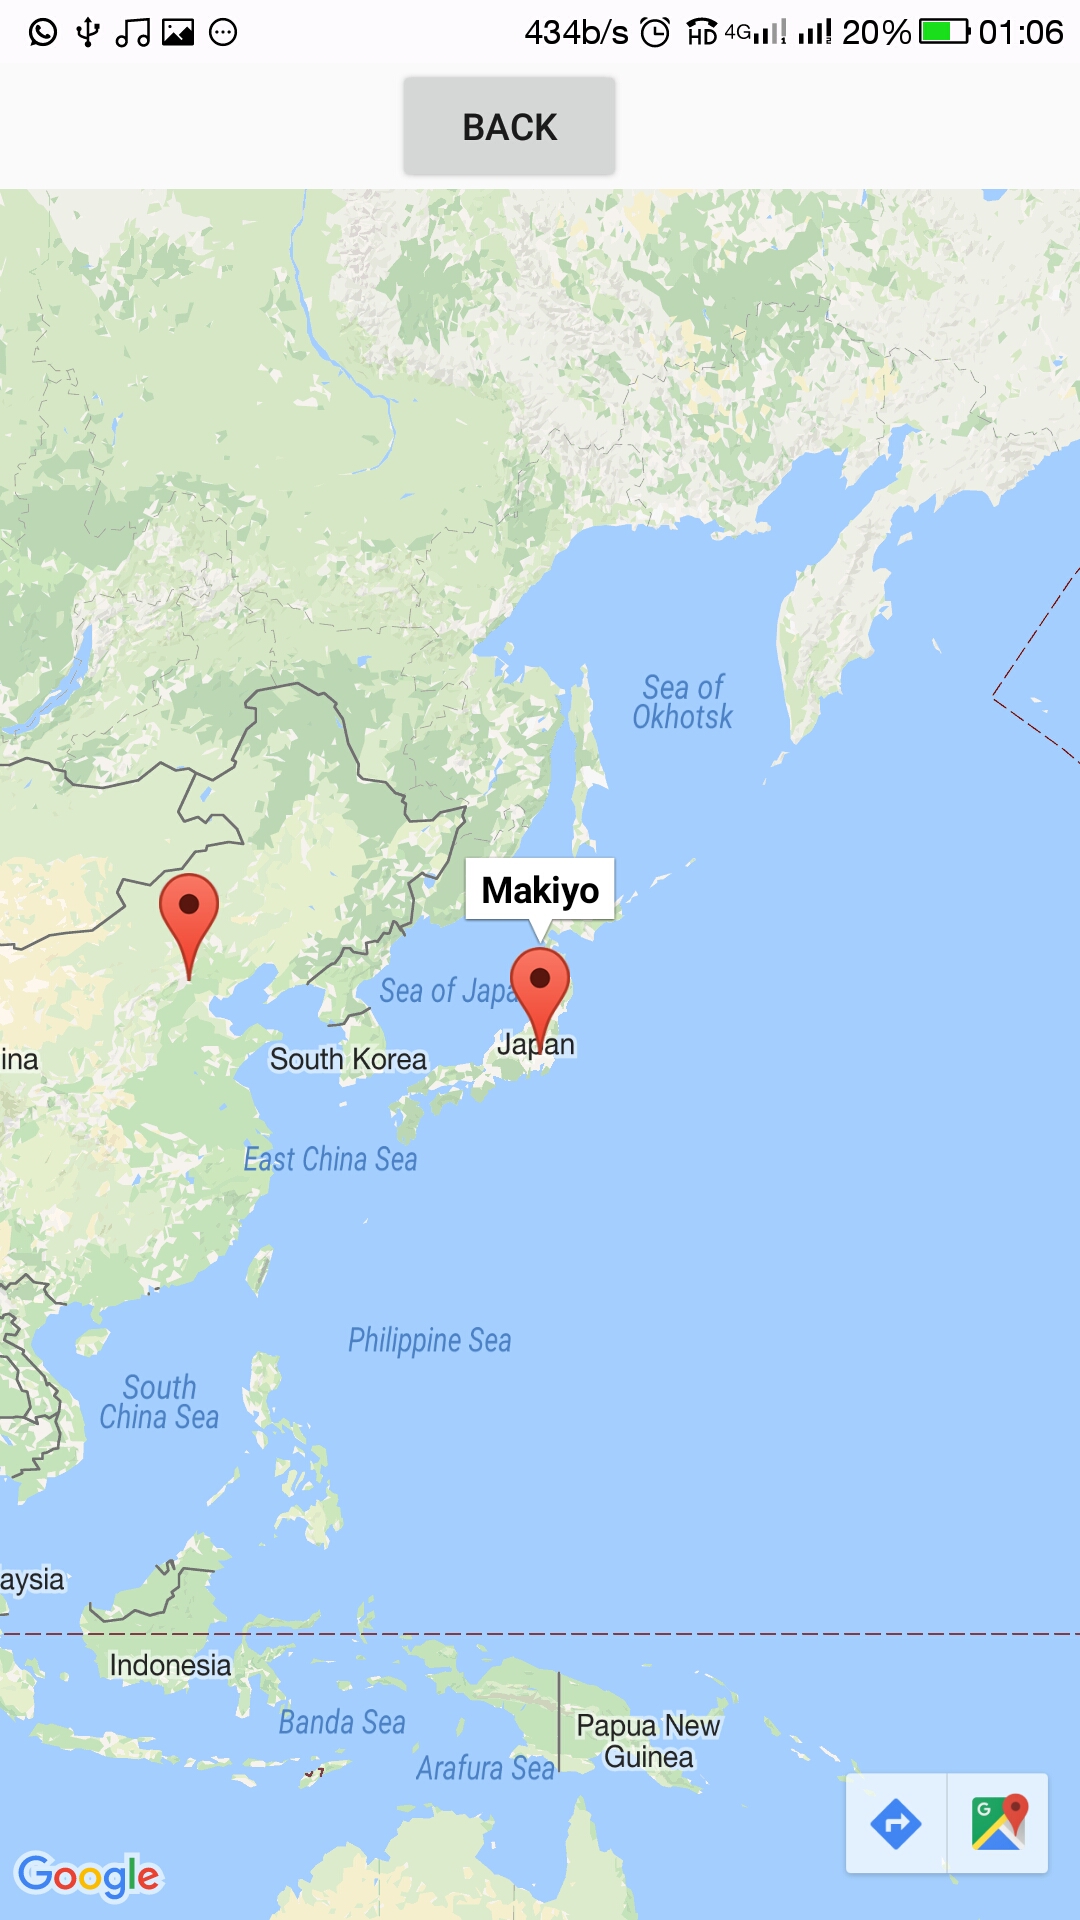 434b/s HD 4G 20% 01:06
BACK
Sea of
Okhotsk
Makiyo
Sea of Japa
Japan
South Korea
ina
East China Sea
Philippine Sea
South
China Sea
aysia
Indonesia
Banda Sea
Papua New
Guinea
Arafura Sea
G
Google